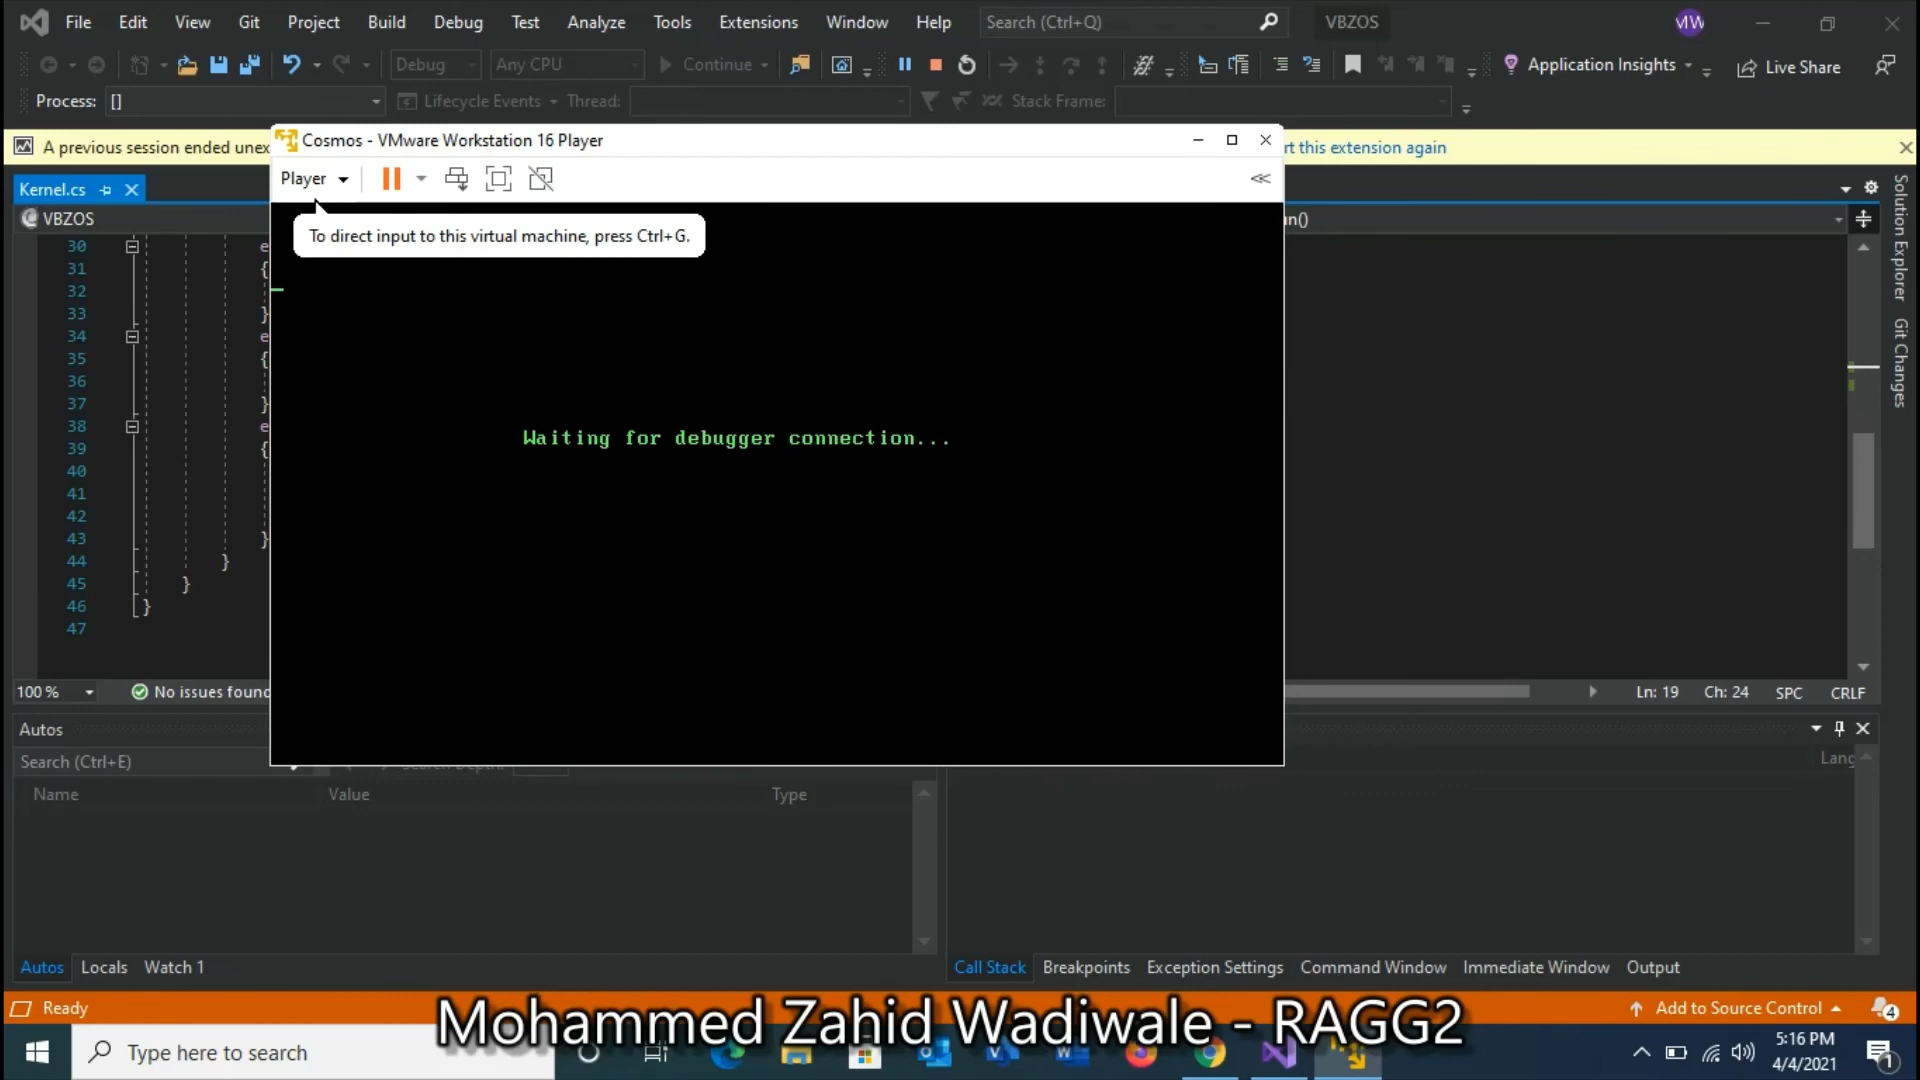 File Edit View Git Project Build Debug Test Analyze Tools Extensions Window Help Search (Ctrl+Q) VBZOS MW
Debug Any CPU Continue Application Insights Live Share
Process: [] Lifecycle Events Thread: Stack Frame:
A previous session ended unex
Cosmos - VMware Workstation 16 Player
rt this extension again
Kernel.cs
Player
VBZOS
To direct input to this virtual machine, press Ctrl+G.
Waiting for debugger connection...
30 e
31 {
32
33 }
34 e
35 {
36
37 }
38 e
39 {
40
41
42
43 }
44 }
45 }
46 }
47
Solution Explorer
Git Changes
100 % No issues found Ln: 19 Ch: 24 SPC CRLF
Autos
Search (Ctrl+E)
Lang
Name Value Type
Autos Locals Watch 1
Call Stack Breakpoints Exception Settings Command Window Immediate Window Output
Ready Add to Source Control 4
Mohammed Zahid Wadiwale - RAGG2
Type here to search
5:16 PM
4/4/2021
1